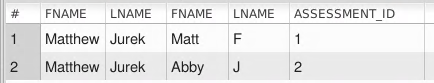 # FNAME LNAME FNAME LNAME ASSESSMENT_ID
1 Matthew Jurek Matt F 1
2 Matthew Jurek Abby J 2